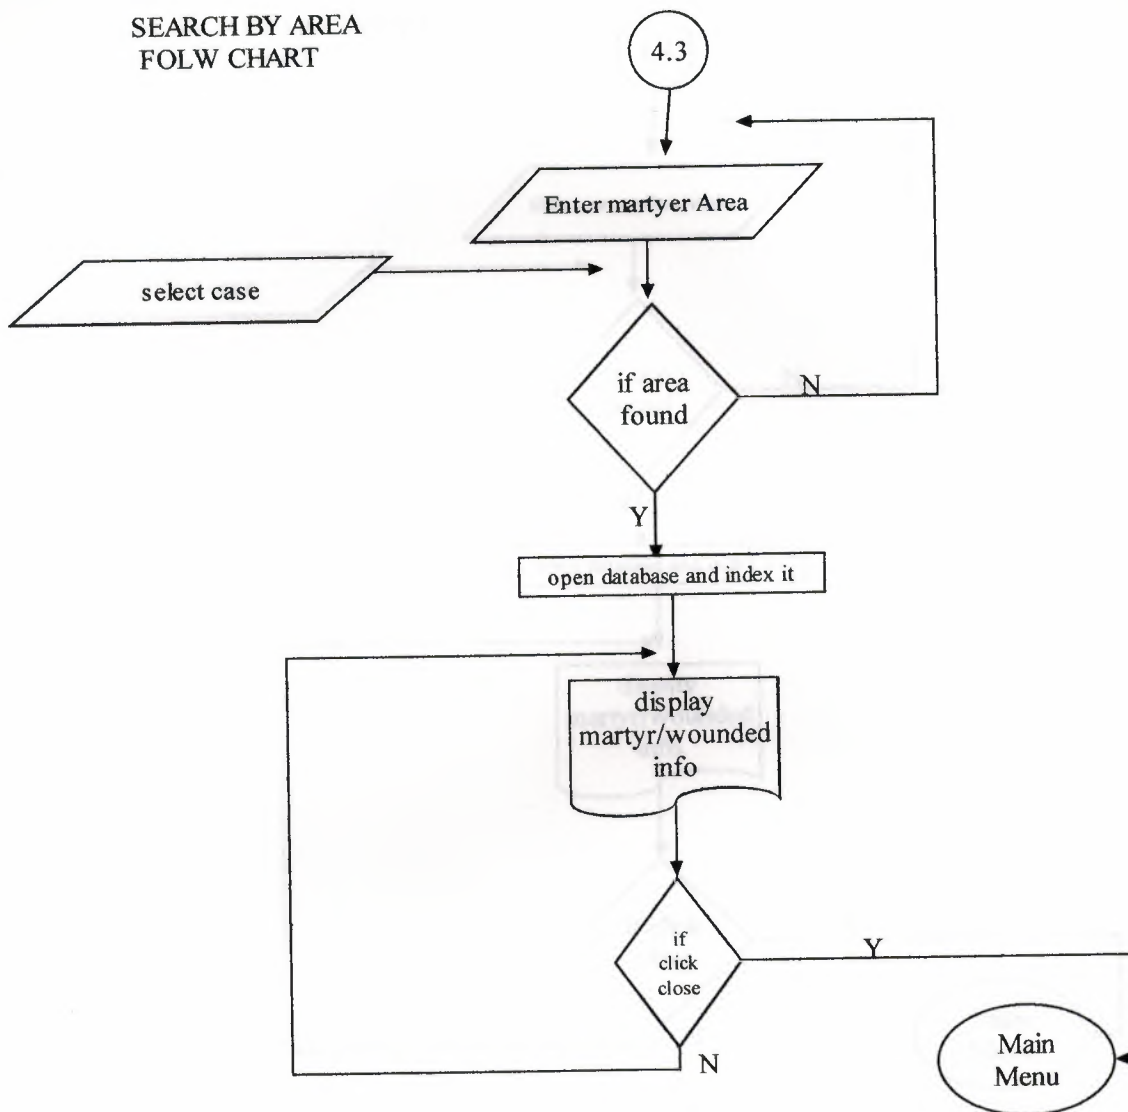 SEARCH BY AREA
FOLW CHART
4.3
Enter martyer Area
select case
if area
found
N
Y
open database and index it
display
martyr/wounded
info
if
click
close
Y
N
Main
Menu